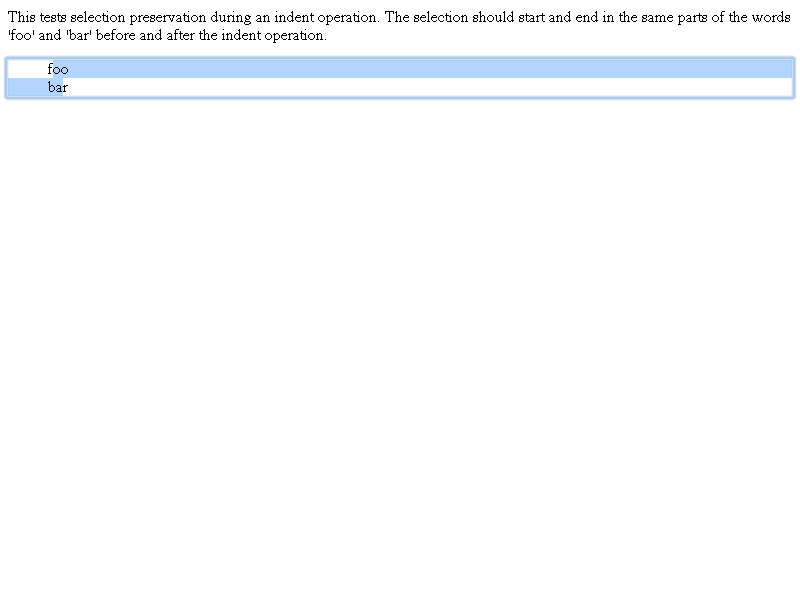 This tests selection preservation during an indent operation. The selection should start and end in the same parts of the words
'foo' and 'bar' before and after the indent operation.
foo
bar